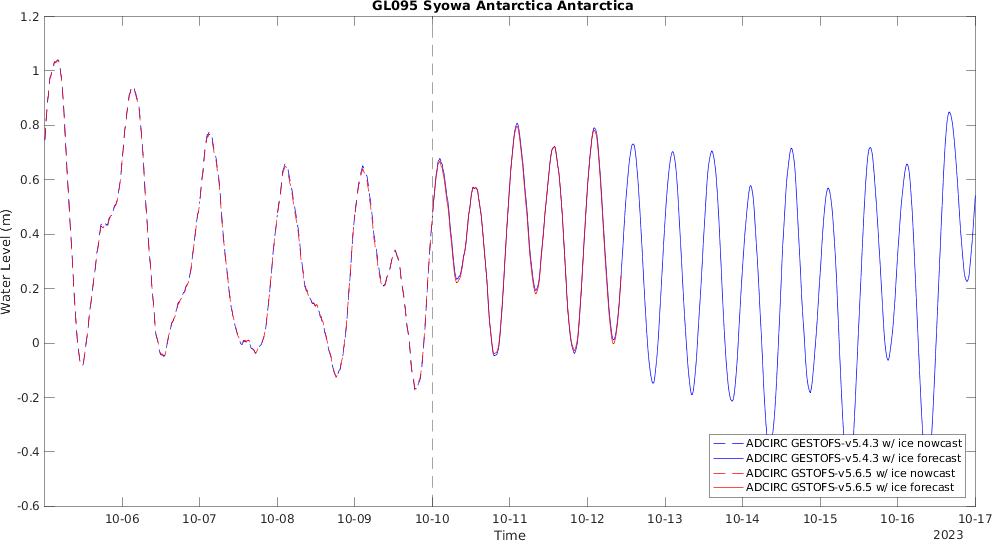 GL095 Syowa Antarctica Antarctica
1.2
1
0.8
0.6
0.4
0.2
0
-0.2
-0.4
-0.6
Water Level (m)
ADCIRC GESTOFS-v5.4.3 w/ ice nowcast
ADCIRC GESTOFS-v5.4.3 w/ ice forecast
ADCIRC GSTOFS-v5.6.5 w/ ice nowcast
ADCIRC GSTOFS-v5.6.5 w/ ice forecast
10-06 10-07 10-08 10-09 10-10 10-11 10-12 10-13 10-14 10-15 10-16 10-17
Time
2023